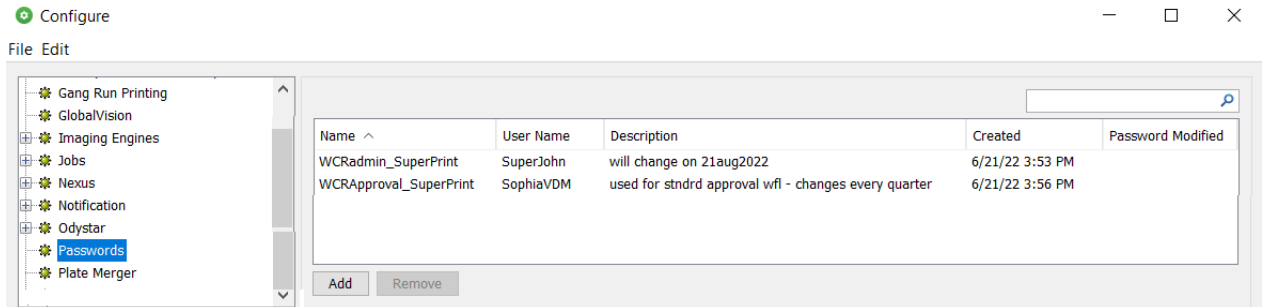 Configure
File Edit
Gang Run Printing
GlobalVision
Imaging Engines
Jobs
Nexus
Notification
Odystar
Passwords
Plate Merger
Name User Name Description Created Password Modified
WCRadmin_SuperPrint SuperJohn will change on 21aug2022 6/21/22 3:53 PM
WCRApproval_SuperPrint SophiaVDM used for stndrd approval wfl - changes every quarter 6/21/22 3:56 PM
Add Remove